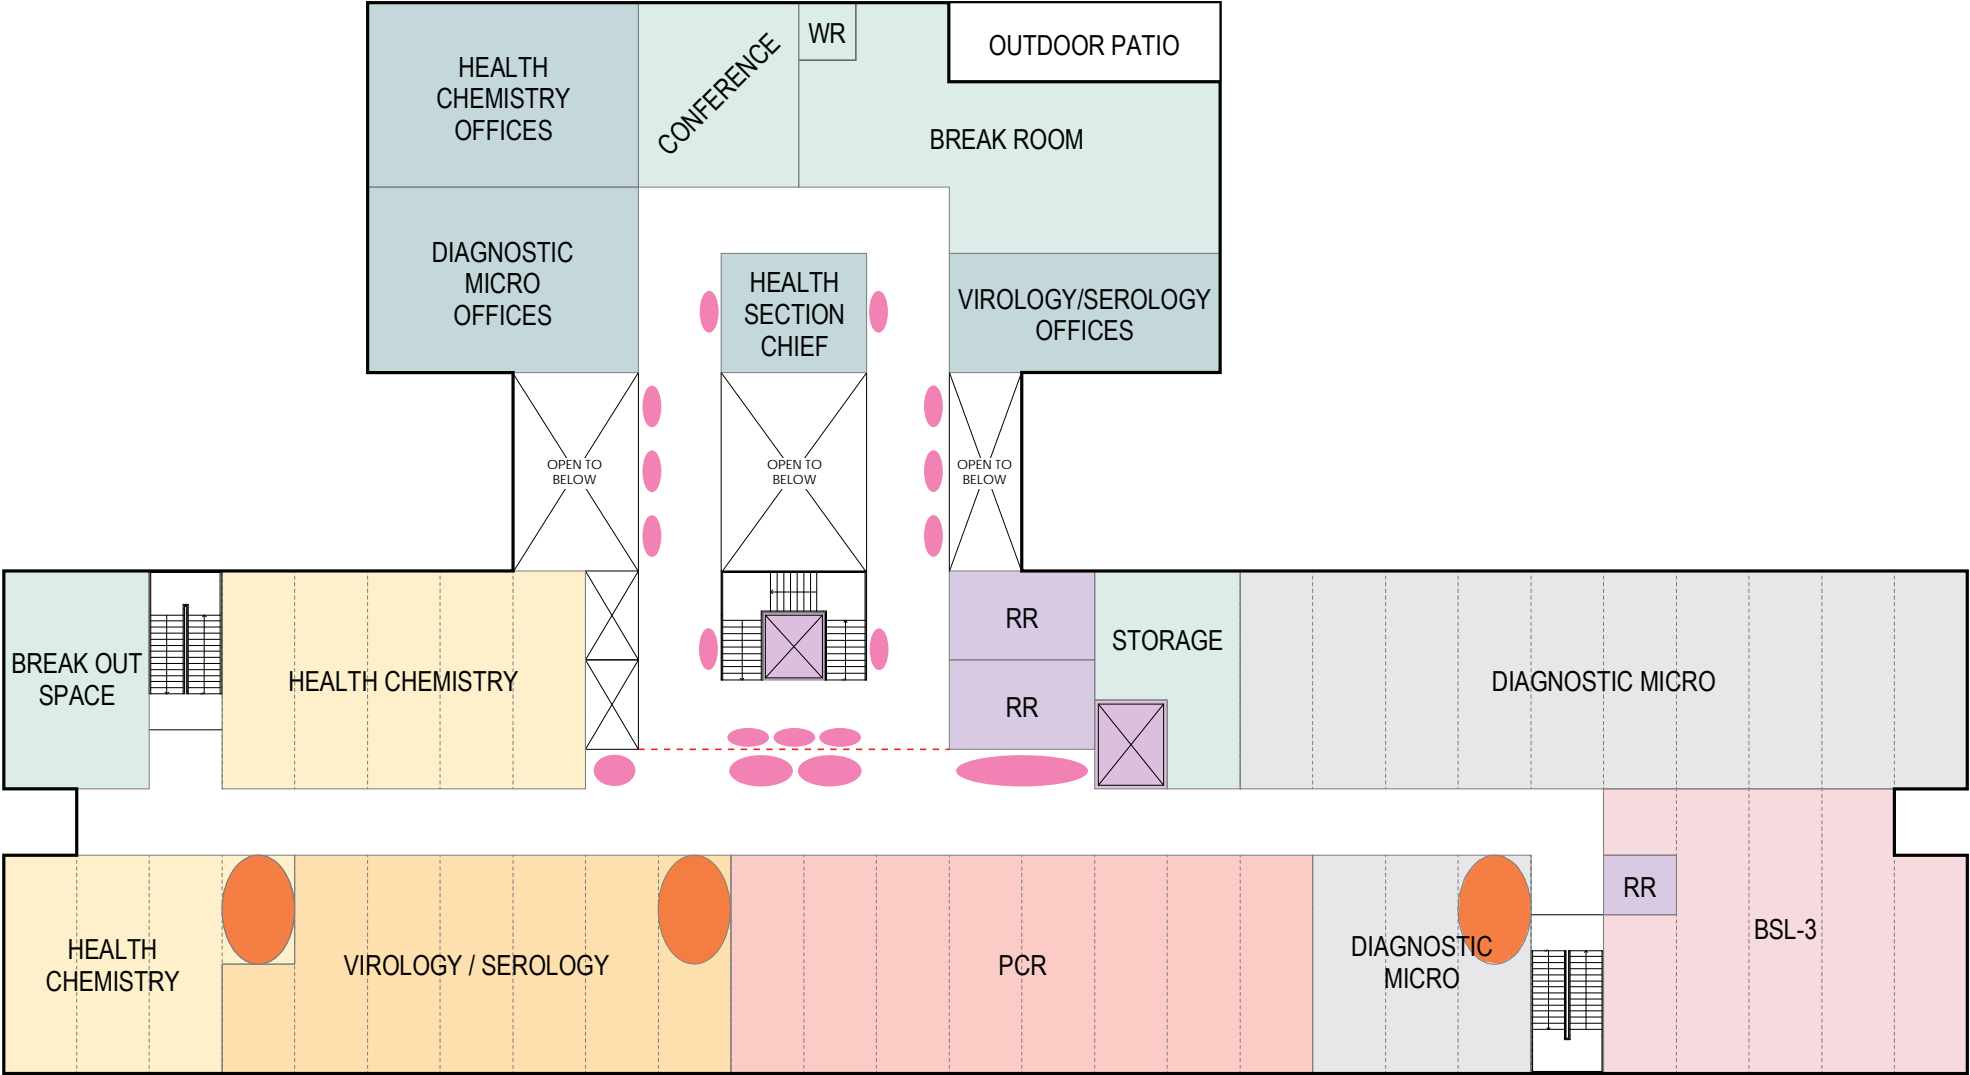 HEALTH
CHEMISTRY
OFFICES
CONFERENCE
WR
OUTDOOR PATIO
BREAK ROOM
DIAGNOSTIC
MICRO
OFFICES
HEALTH
SECTION
CHIEF
VIROLOGY/SEROLOGY
OFFICES
OPEN TO
BELOW
OPEN TO
BELOW
OPEN TO
BELOW
BREAK OUT
SPACE
HEALTH CHEMISTRY
RR
RR
STORAGE
DIAGNOSTIC MICRO
HEALTH
CHEMISTRY
VIROLOGY / SEROLOGY
PCR
DIAGNOSTIC
MICRO
RR
BSL-3